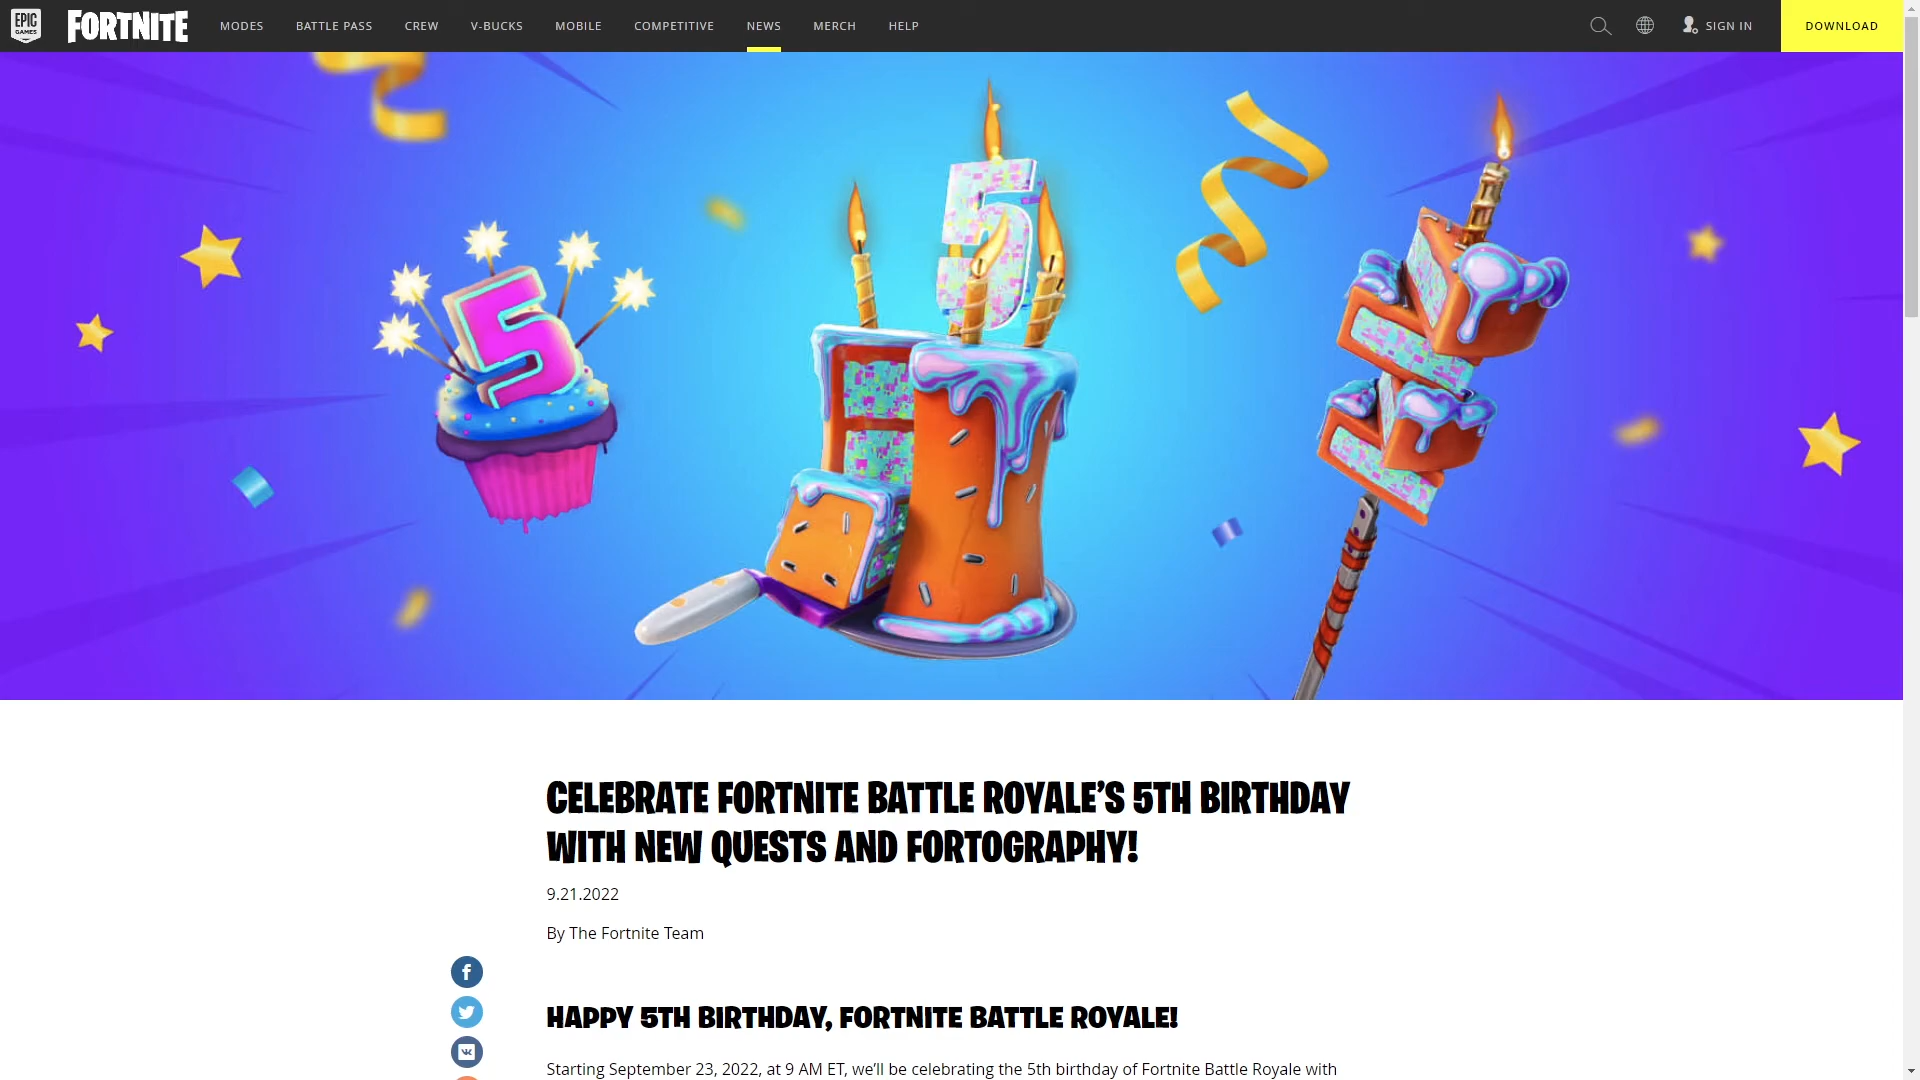 EPIC GAMES
FORTNITE
MODES
BATTLE PASS
CREW
V-BUCKS
MOBILE
COMPETITIVE
NEWS
MERCH
HELP
SIGN IN
DOWNLOAD
5
5
CELEBRATE FORTNITE BATTLE ROYALE'S 5TH BIRTHDAY
WITH NEW QUESTS AND FORTOGRAPHY!
9.21.2022
By The Fortnite Team
HAPPY 5TH BIRTHDAY, FORTNITE BATTLE ROYALE!
Starting September 23, 2022, at 9 AM ET, we’ll be celebrating the 5th birthday of Fortnite Battle Royale with